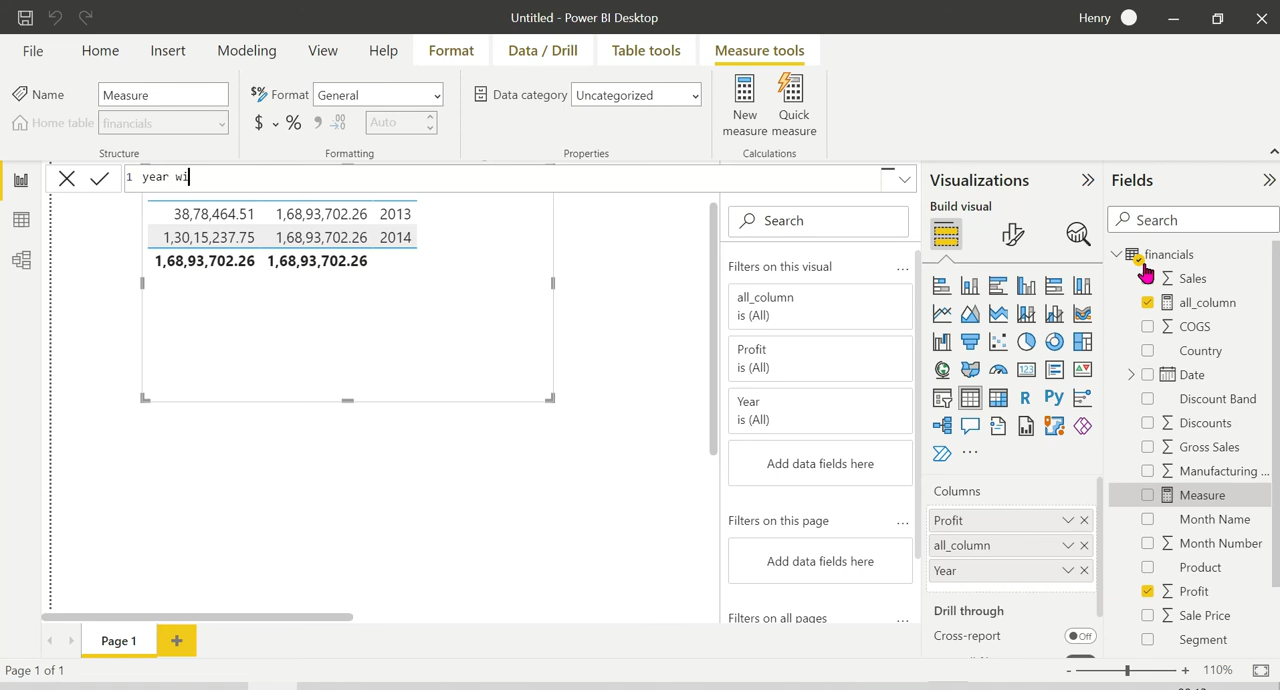 Untitled - Power BI Desktop
Henry
File Home Insert Modeling View Help Format Data / Drill Table tools Measure tools
Name Measure
$% Format General
Data category Uncategorized
New measure
Quick measure
Home table financials
$ % Auto
Structure Formatting Properties Calculations
1 year wi
38,78,464.51 1,68,93,702.26 2013
1,30,15,237.75 1,68,93,702.26 2014
1,68,93,702.26 1,68,93,702.26
Search
Filters on this visual ...
all_column
is (All)
Profit
is (All)
Year
is (All)
Add data fields here
Filters on this page ...
Add data fields here
Filters on all pages ...
Visualizations
Build visual
123
R Py
...
Columns
Profit
all_column
Year
Drill through
Cross-report Off
Fields
Search
financials
Sales
all_column
COGS
Country
Date
Discount Band
Discounts
Gross Sales
Manufacturing ...
Measure
Month Name
Month Number
Product
Profit
Sale Price
Segment
Page 1
Page 1 of 1
- + 110%